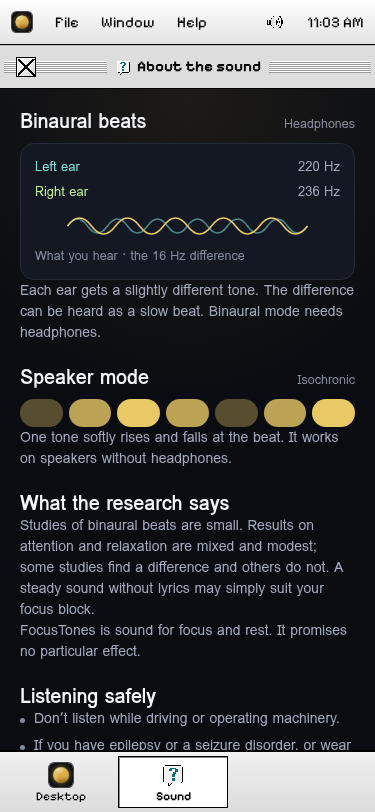 File Window Help 11:03 AM
About the sound
Binaural beats Headphones
Left ear 220 Hz
Right ear 236 Hz
What you hear · the 16 Hz difference
Each ear gets a slightly different tone. The difference
can be heard as a slow beat. Binaural mode needs
headphones.
Speaker mode Isochronic
One tone softly rises and falls at the beat. It works
on speakers without headphones.
What the research says
Studies of binaural beats are small. Results on
attention and relaxation are mixed and modest;
some studies find a difference and others do not. A
steady sound without lyrics may simply suit your
focus block.
FocusTones is sound for focus and rest. It promises
no particular effect.
Listening safely
• Don’t listen while driving or operating machinery.
• If you have epilepsy or a seizure disorder, or wear
Desktop Sound